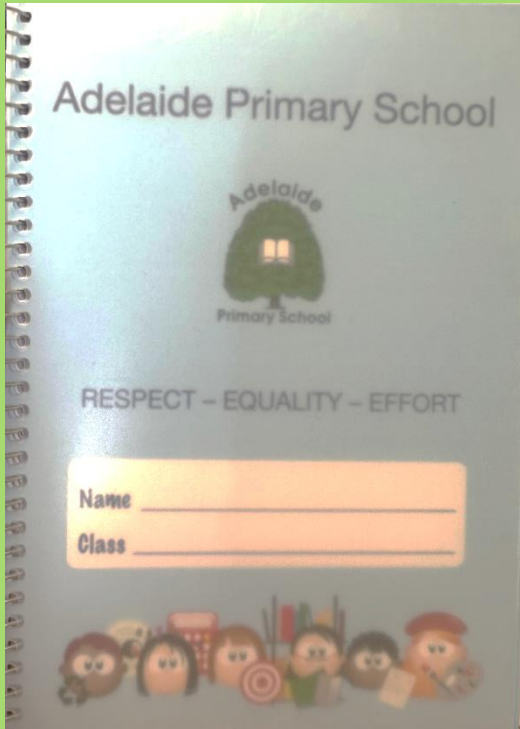 Adelaide Primary School
Adelaide
Primary School
RESPECT – EQUALITY – EFFORT
Name
Class